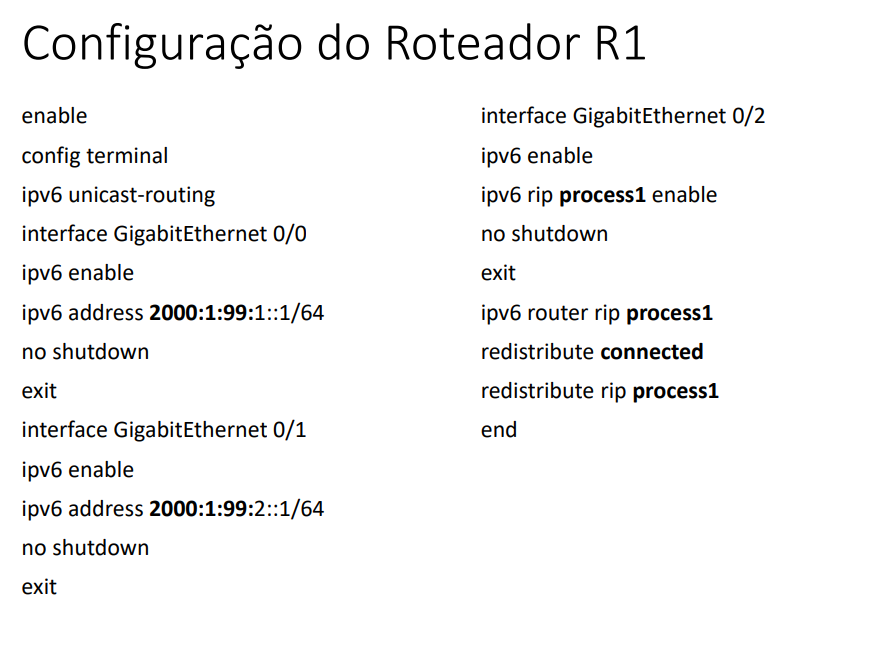 Configuração do Roteador R1
enable
config terminal
ipv6 unicast-routing
interface GigabitEthernet 0/0
ipv6 enable
ipv6 address 2000:1:99:1::1/64
no shutdown
exit
interface GigabitEthernet 0/1
ipv6 enable
ipv6 address 2000:1:99:2::1/64
no shutdown
exit
interface GigabitEthernet 0/2
ipv6 enable
ipv6 rip process1 enable
no shutdown
exit
ipv6 router rip process1
redistribute connected
redistribute rip process1
end